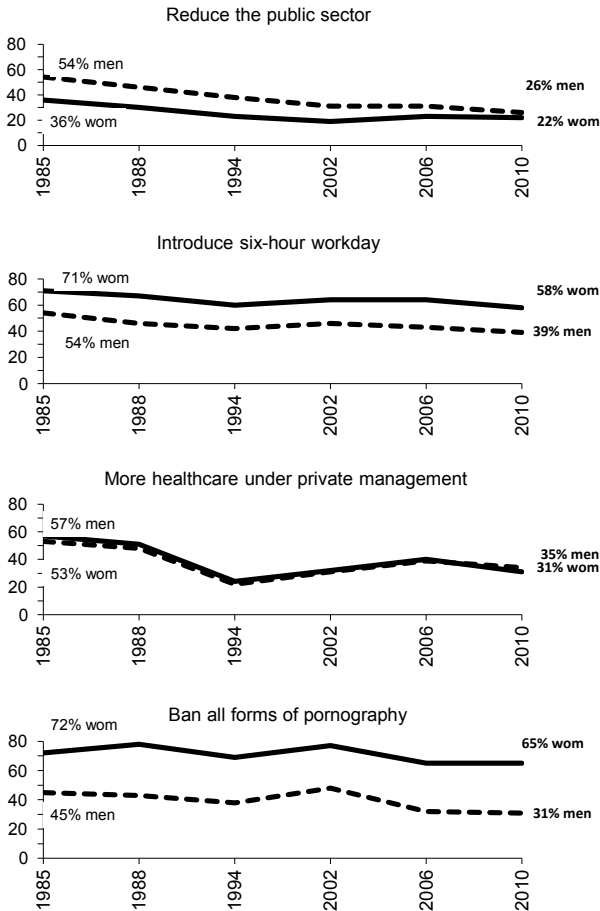 Reduce the public sector
80
60
40
20
0
54% men
36% wom
26% men
22% wom
1985
1988
1994
2002
2006
2010
Introduce six-hour workday
80
60
40
20
0
71% wom
54% men
58% wom
39% men
1985
1988
1994
2002
2006
2010
More healthcare under private management
80
60
40
20
0
57% men
53% wom
35% men
31% wom
1985
1988
1994
2002
2006
2010
Ban all forms of pornography
80
60
40
20
0
72% wom
45% men
65% wom
31% men
1985
1988
1994
2002
2006
2010